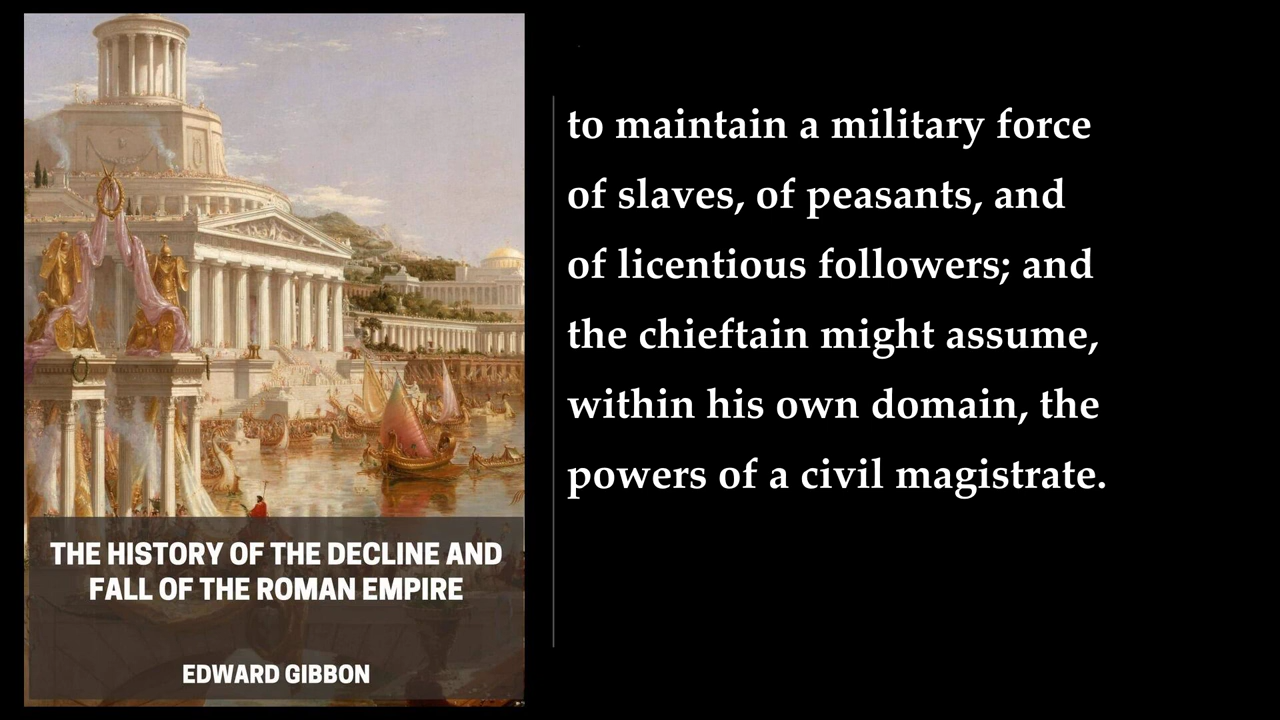 to maintain a military force
of slaves, of peasants, and
of licentious followers; and
the chieftain might assume,
within his own domain, the
powers of a civil magistrate.
THE HISTORY OF THE DECLINE AND
FALL OF THE ROMAN EMPIRE
EDWARD GIBBON